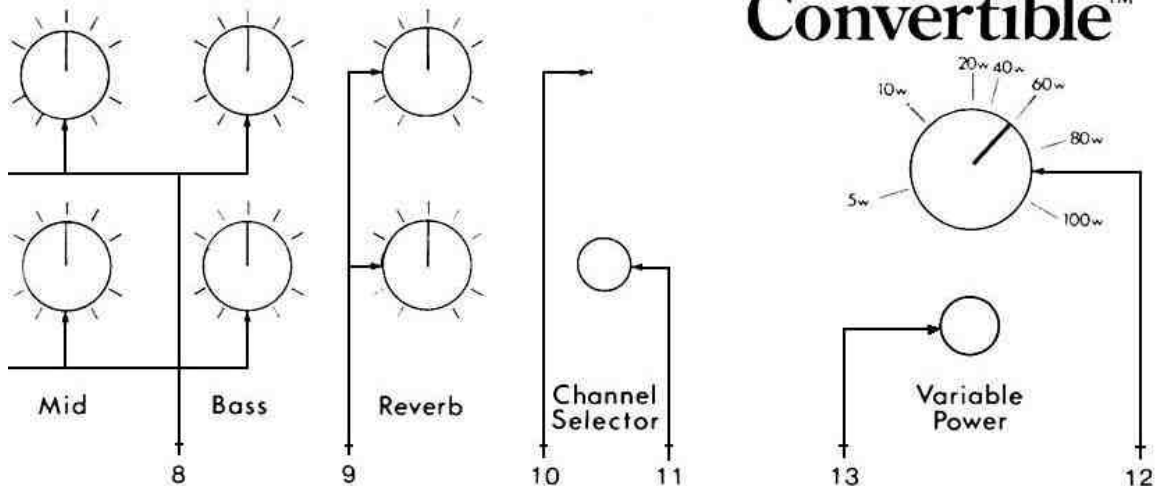 Convertible™
20w 40w
10w 60w
80w
5w
100w
Mid Bass Reverb Channel Selector Variable Power
8 9 10 11 13 12